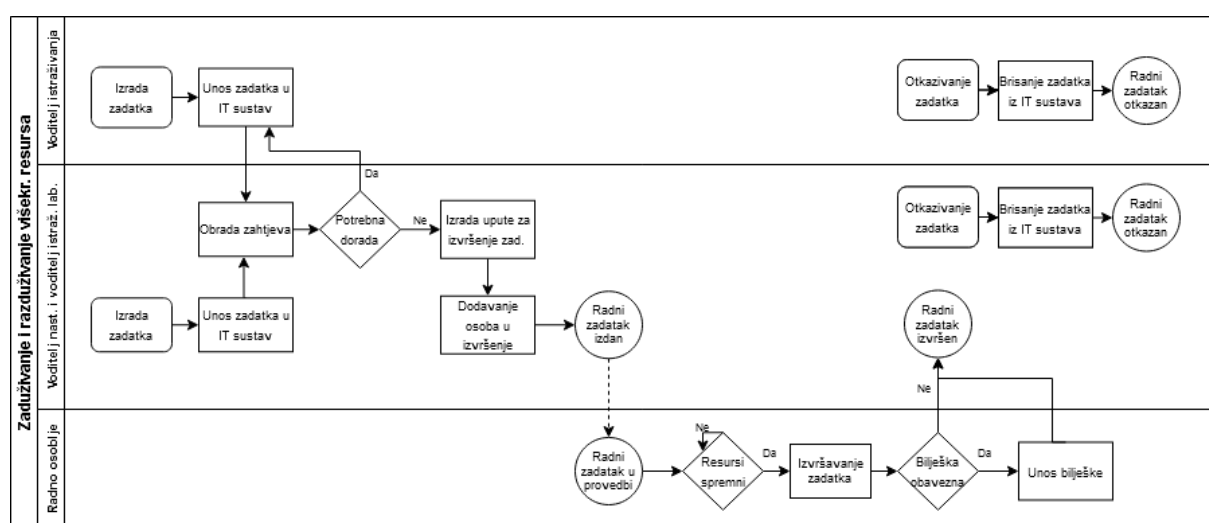 Zaduživanje i razduživanje višekr. resursa
Voditelj istraživanja
Izrada
zadatka
Unos zadatka u
IT sustav
Otkazivanje
zadatka
Brisanje zadatka
iz IT sustava
Radni
zadatak
otkazan
Voditelj nast. i voditelj istraž. lab.
Da
Obrada zahtjeva
Potrebna
dorada
Ne
Izrada upute za
izvršenje zad.
Otkazivanje
zadatka
Brisanje zadatka
iz IT sustava
Radni
zadatak
otkazan
Izrada
zadatka
Unos zadatka u
IT sustav
Dodavanje
osoba u
izvršenje
Radni
zadatak
izdan
Radni
zadatak
izvršen
Ne
Radno osoblje
Radni
zadatak u
provedbi
Ne
Resursi
spremni
Da
Izvršavanje
zadatka
Bilješka
obavezna
Da
Unos bilješke